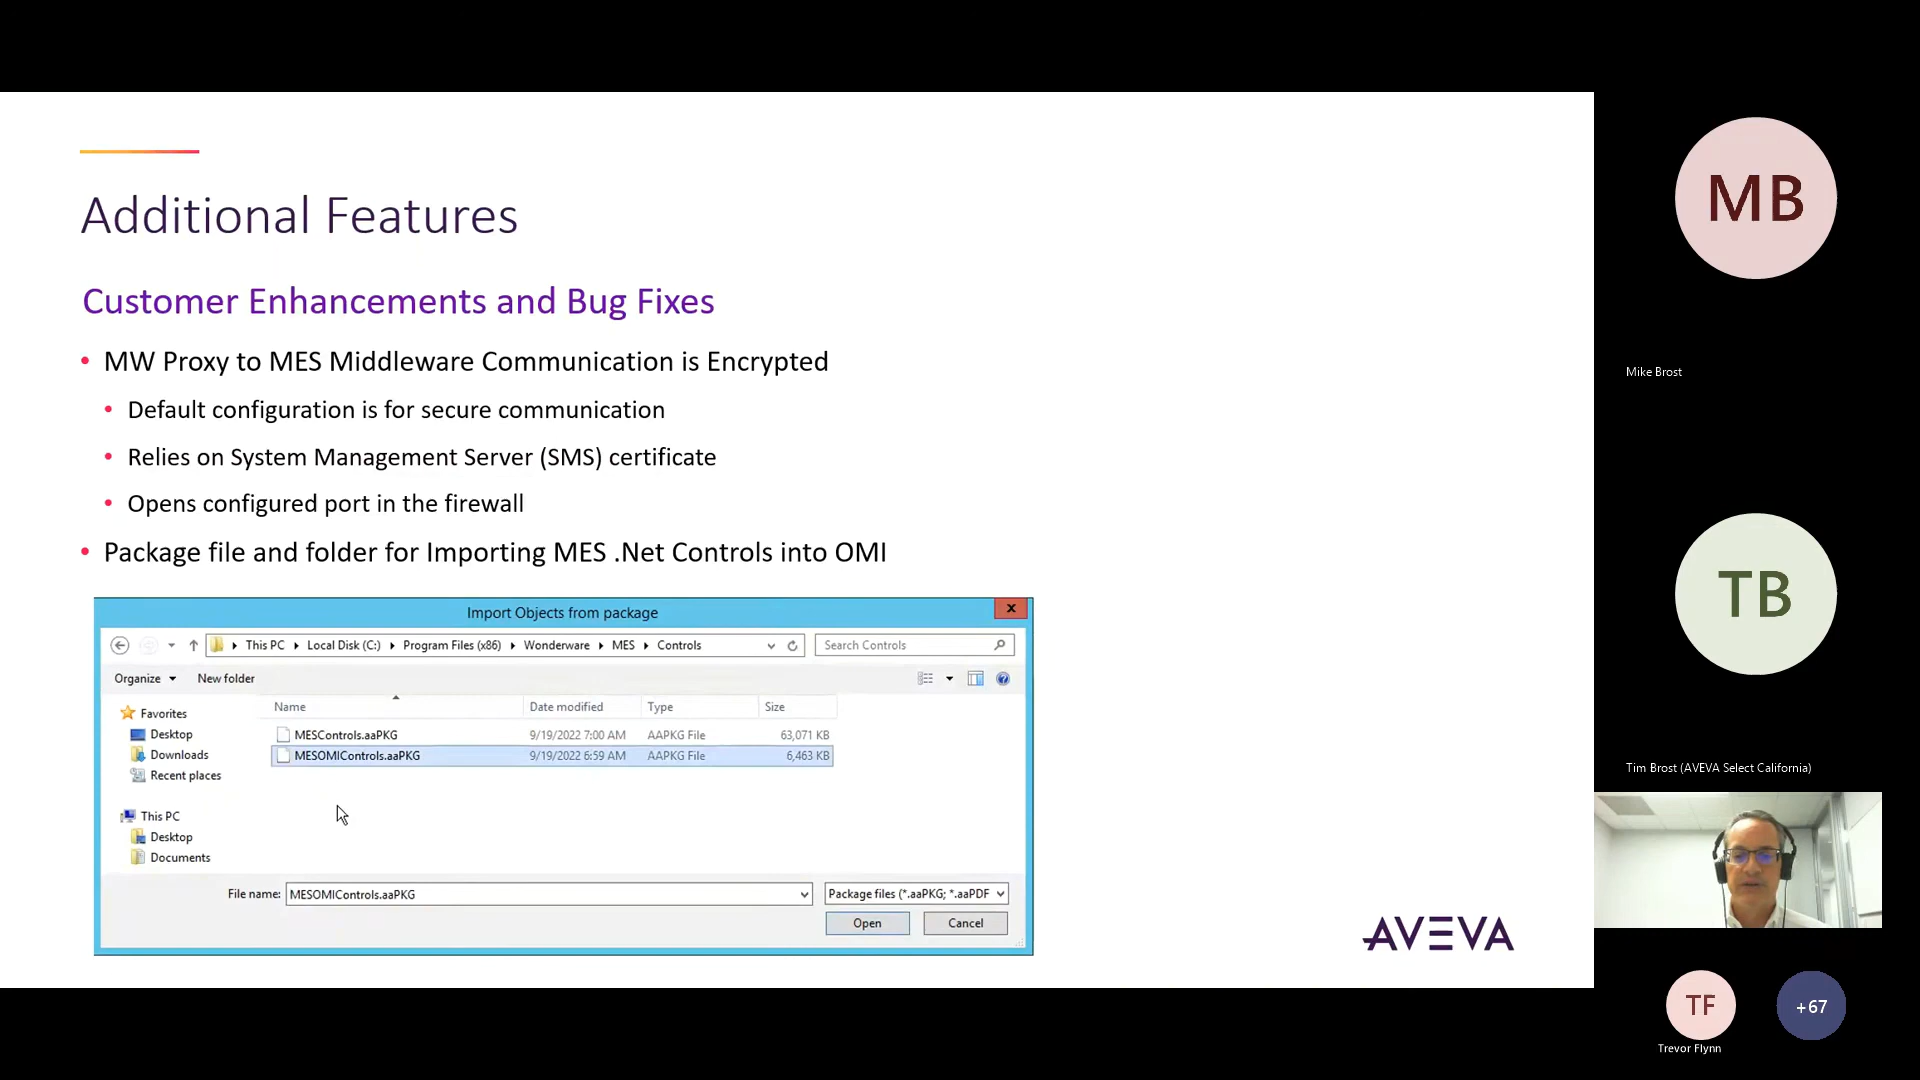 Additional Features
Customer Enhancements and Bug Fixes
• MW Proxy to MES Middleware Communication is Encrypted
• Default configuration is for secure communication
• Relies on System Management Server (SMS) certificate
• Opens configured port in the firewall
• Package file and folder for Importing MES .Net Controls into OMI
Import Objects from package
x
This PC Local Disk (C:) Program Files (x86) Wonderware MES Controls
Search Controls
Organize New folder
Name Date modified Type Size
MESControls.aaPKG 9/19/2022 7:00 AM AAPKG File 63,071 KB
MESOMIControls.aaPKG 9/19/2022 6:59 AM AAPKG File 6,463 KB
Favorites
Desktop
Downloads
Recent places
This PC
Desktop
Documents
File name: MESOMIControls.aaPKG
Package files (*.aaPKG; *.aaPDF
Open Cancel
AVEVA
MB
Mike Brost
TB
Tim Brost (AVEVA Select California)
TF
+67
Trevor Flynn